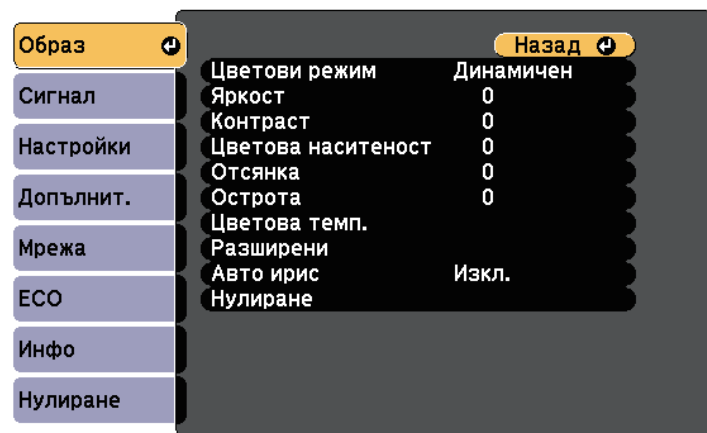 Образ
Сигнал
Настройки
Допълнит.
Мрежа
ECO
Инфо
Нулиране
Назад
Цветови режим Динамичен
Яркост 0
Контраст 0
Цветова наситеност 0
Отсянка 0
Острота 0
Цветова темп.
Разширени
Авто ирис Изкл.
Нулиране